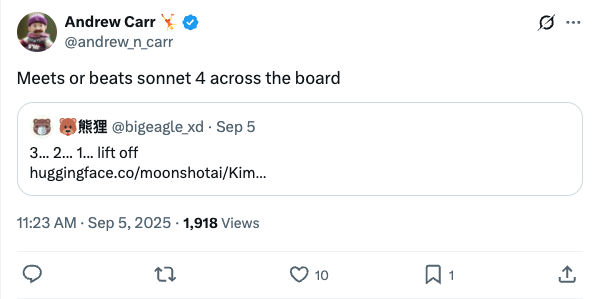 Andrew Carr
@andrew_n_carr
Meets or beats sonnet 4 across the board
熊狸 @bigeagle_xd · Sep 5
3... 2... 1... lift off
huggingface.co/moonshotai/Kim...
11:23 AM · Sep 5, 2025 · 1,918 Views
10
1